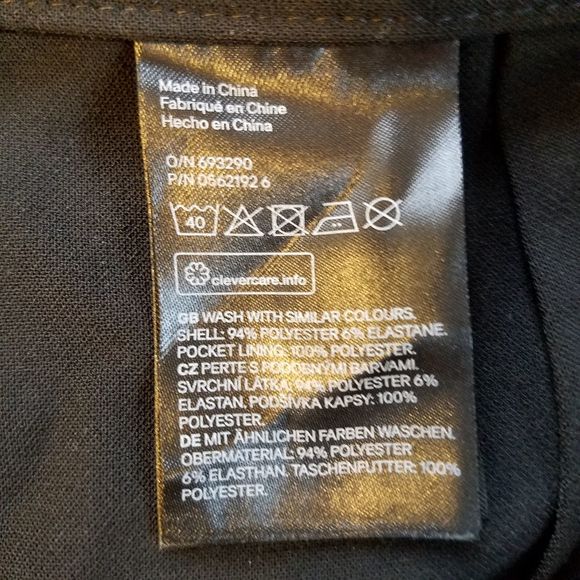 Made in China
Fabriqué en Chine
Hecho en China
O/N 693290
P/N 0562192 6
40
clevercare.info
GB WASH WITH SIMILAR COLOURS.
SHELL: 94% POLYESTER 6% ELASTANE.
POCKET LINING: 100% POLYESTER.
CZ PERTE S PODOBNÝMI BARVAMI.
SVRCHNÍ LÁTKA: 94% POLYESTER 6%
ELASTAN. PODŠÍVKA KAPSY: 100%
POLYESTER.
DE MIT ÄHNLICHEN FARBEN WASCHEN.
OBERMATERIAL: 94% POLYESTER
6% ELASTHAN. TASCHENFUTTER: 100%
POLYESTER.